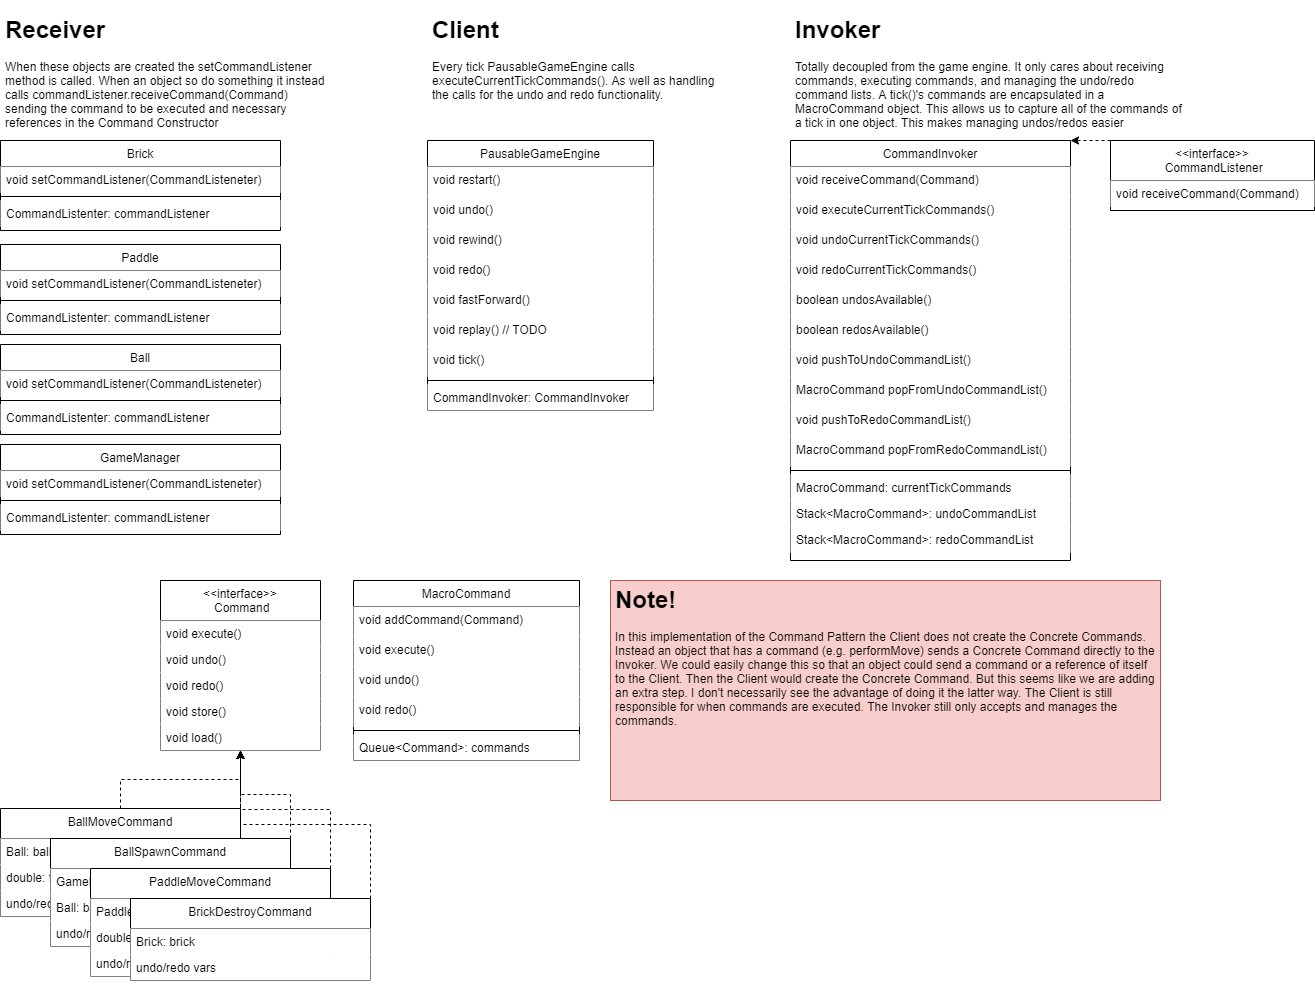 Receiver
When these objects are created the setCommandListener
method is called. When an object so do something it instead
calls commandListener.receiveCommand(Command)
sending the command to be executed and necessary
references in the Command Constructor
Brick
void setCommandListener(CommandListeneter)
CommandListenter: commandListener
Paddle
void setCommandListener(CommandListeneter)
CommandListenter: commandListener
Ball
void setCommandListener(CommandListeneter)
CommandListenter: commandListener
GameManager
void setCommandListener(CommandListeneter)
CommandListenter: commandListener
Client
Every tick PausableGameEngine calls
executeCurrentTickCommands(). As well as handling
the calls for the undo and redo functionality.
PausableGameEngine
void restart()
void undo()
void rewind()
void redo()
void fastForward()
void replay() // TODO
void tick()
CommandInvoker: CommandInvoker
Invoker
Totally decoupled from the game engine. It only cares about receiving
commands, executing commands, and managing the undo/redo
command lists. A tick()'s commands are encapsulated in a
MacroCommand object. This allows us to capture all of the commands of
a tick in one object. This makes managing undos/redos easier
CommandInvoker
void receiveCommand(Command)
void executeCurrentTickCommands()
void undoCurrentTickCommands()
void redoCurrentTickCommands()
boolean undosAvailable()
boolean redosAvailable()
void pushToUndoCommandList()
MacroCommand popFromUndoCommandList()
void pushToRedoCommandList()
MacroCommand popFromRedoCommandList()
MacroCommand: currentTickCommands
Stack<MacroCommand>: undoCommandList
Stack<MacroCommand>: redoCommandList
<<interface>>
CommandListener
void receiveCommand(Command)
<<interface>>
Command
void execute()
void undo()
void redo()
void store()
void load()
MacroCommand
void addCommand(Command)
void execute()
void undo()
void redo()
Queue<Command>: commands
Note!
In this implementation of the Command Pattern the Client does not create the Concrete Commands.
Instead an object that has a command (e.g. performMove) sends a Concrete Command directly to the
Invoker. We could easily change this so that an object could send a command or a reference of itself
to the Client. Then the Client would create the Concrete Command. But this seems like we are adding
an extra step. I don't necessarily see the advantage of doing it the latter way. The Client is still
responsible for when commands are executed. The Invoker still only accepts and manages the
commands.
BallMoveCommand
Ball: ball
double:
undo/red
BallSpawnCommand
Game
Ball: b
undo/r
PaddleMoveCommand
Paddle
double
undo/r
BrickDestroyCommand
Brick: brick
undo/redo vars